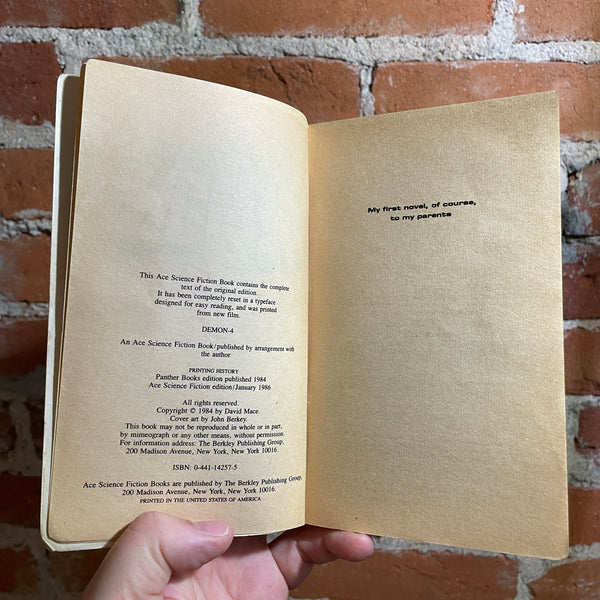 This Ace Science Fiction Book contains the complete
text of the original edition.
It has been completely reset in a typeface
designed for easy reading, and was printed
from new film.
DEMON-4
An Ace Science Fiction Book/published by arrangement with
the author
PRINTING HISTORY
Panther Books edition published 1984
Ace Science Fiction edition/January 1986
All rights reserved.
Copyright © 1984 by David Mace.
Cover art by John Berkey.
This book may not be reproduced in whole or in part,
by mimeograph or any other means, without permission.
For information address: The Berkley Publishing Group,
200 Madison Avenue, New York, New York 10016.
ISBN: 0-441-14257-5
Ace Science Fiction Books are published by The Berkley Publishing Group,
200 Madison Avenue, New York, New York 10016.
PRINTED IN THE UNITED STATES OF AMERICA
My first novel, of course,
to my parents